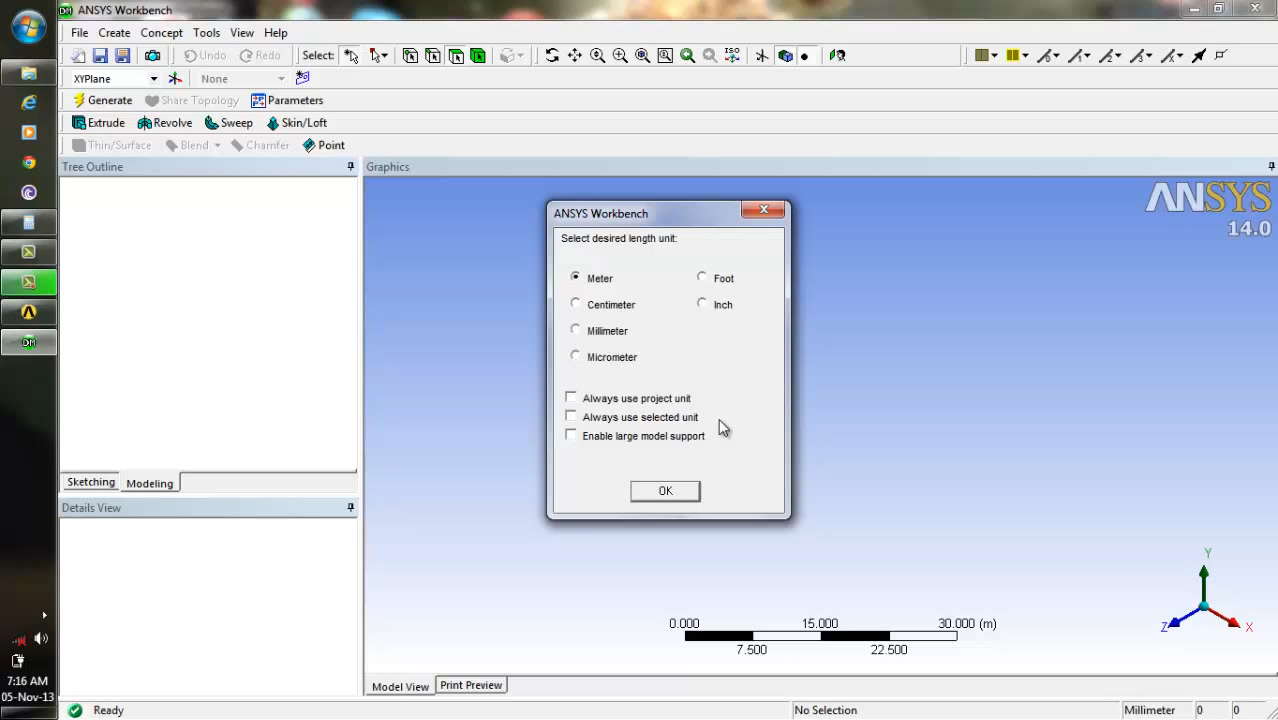 ANSYS Workbench
File Create Concept Tools View Help
Undo Redo Select: ISO
XYPlane None
Generate Share Topology Parameters
Extrude Revolve Sweep Skin/Loft
Thin/Surface Blend Chamfer Point
Tree Outline
Graphics
ANSYS
14.0
ANSYS Workbench
Select desired length unit:
Meter Foot
Centimeter Inch
Millimeter
Micrometer
Always use project unit
Always use selected unit
Enable large model support
OK
Sketching Modeling
Details View
Y
Z X
0.000 15.000 30.000 (m)
7.500 22.500
Model View Print Preview
7:16 AM
05-Nov-13
Ready No Selection Millimeter 0 0
DM
DM